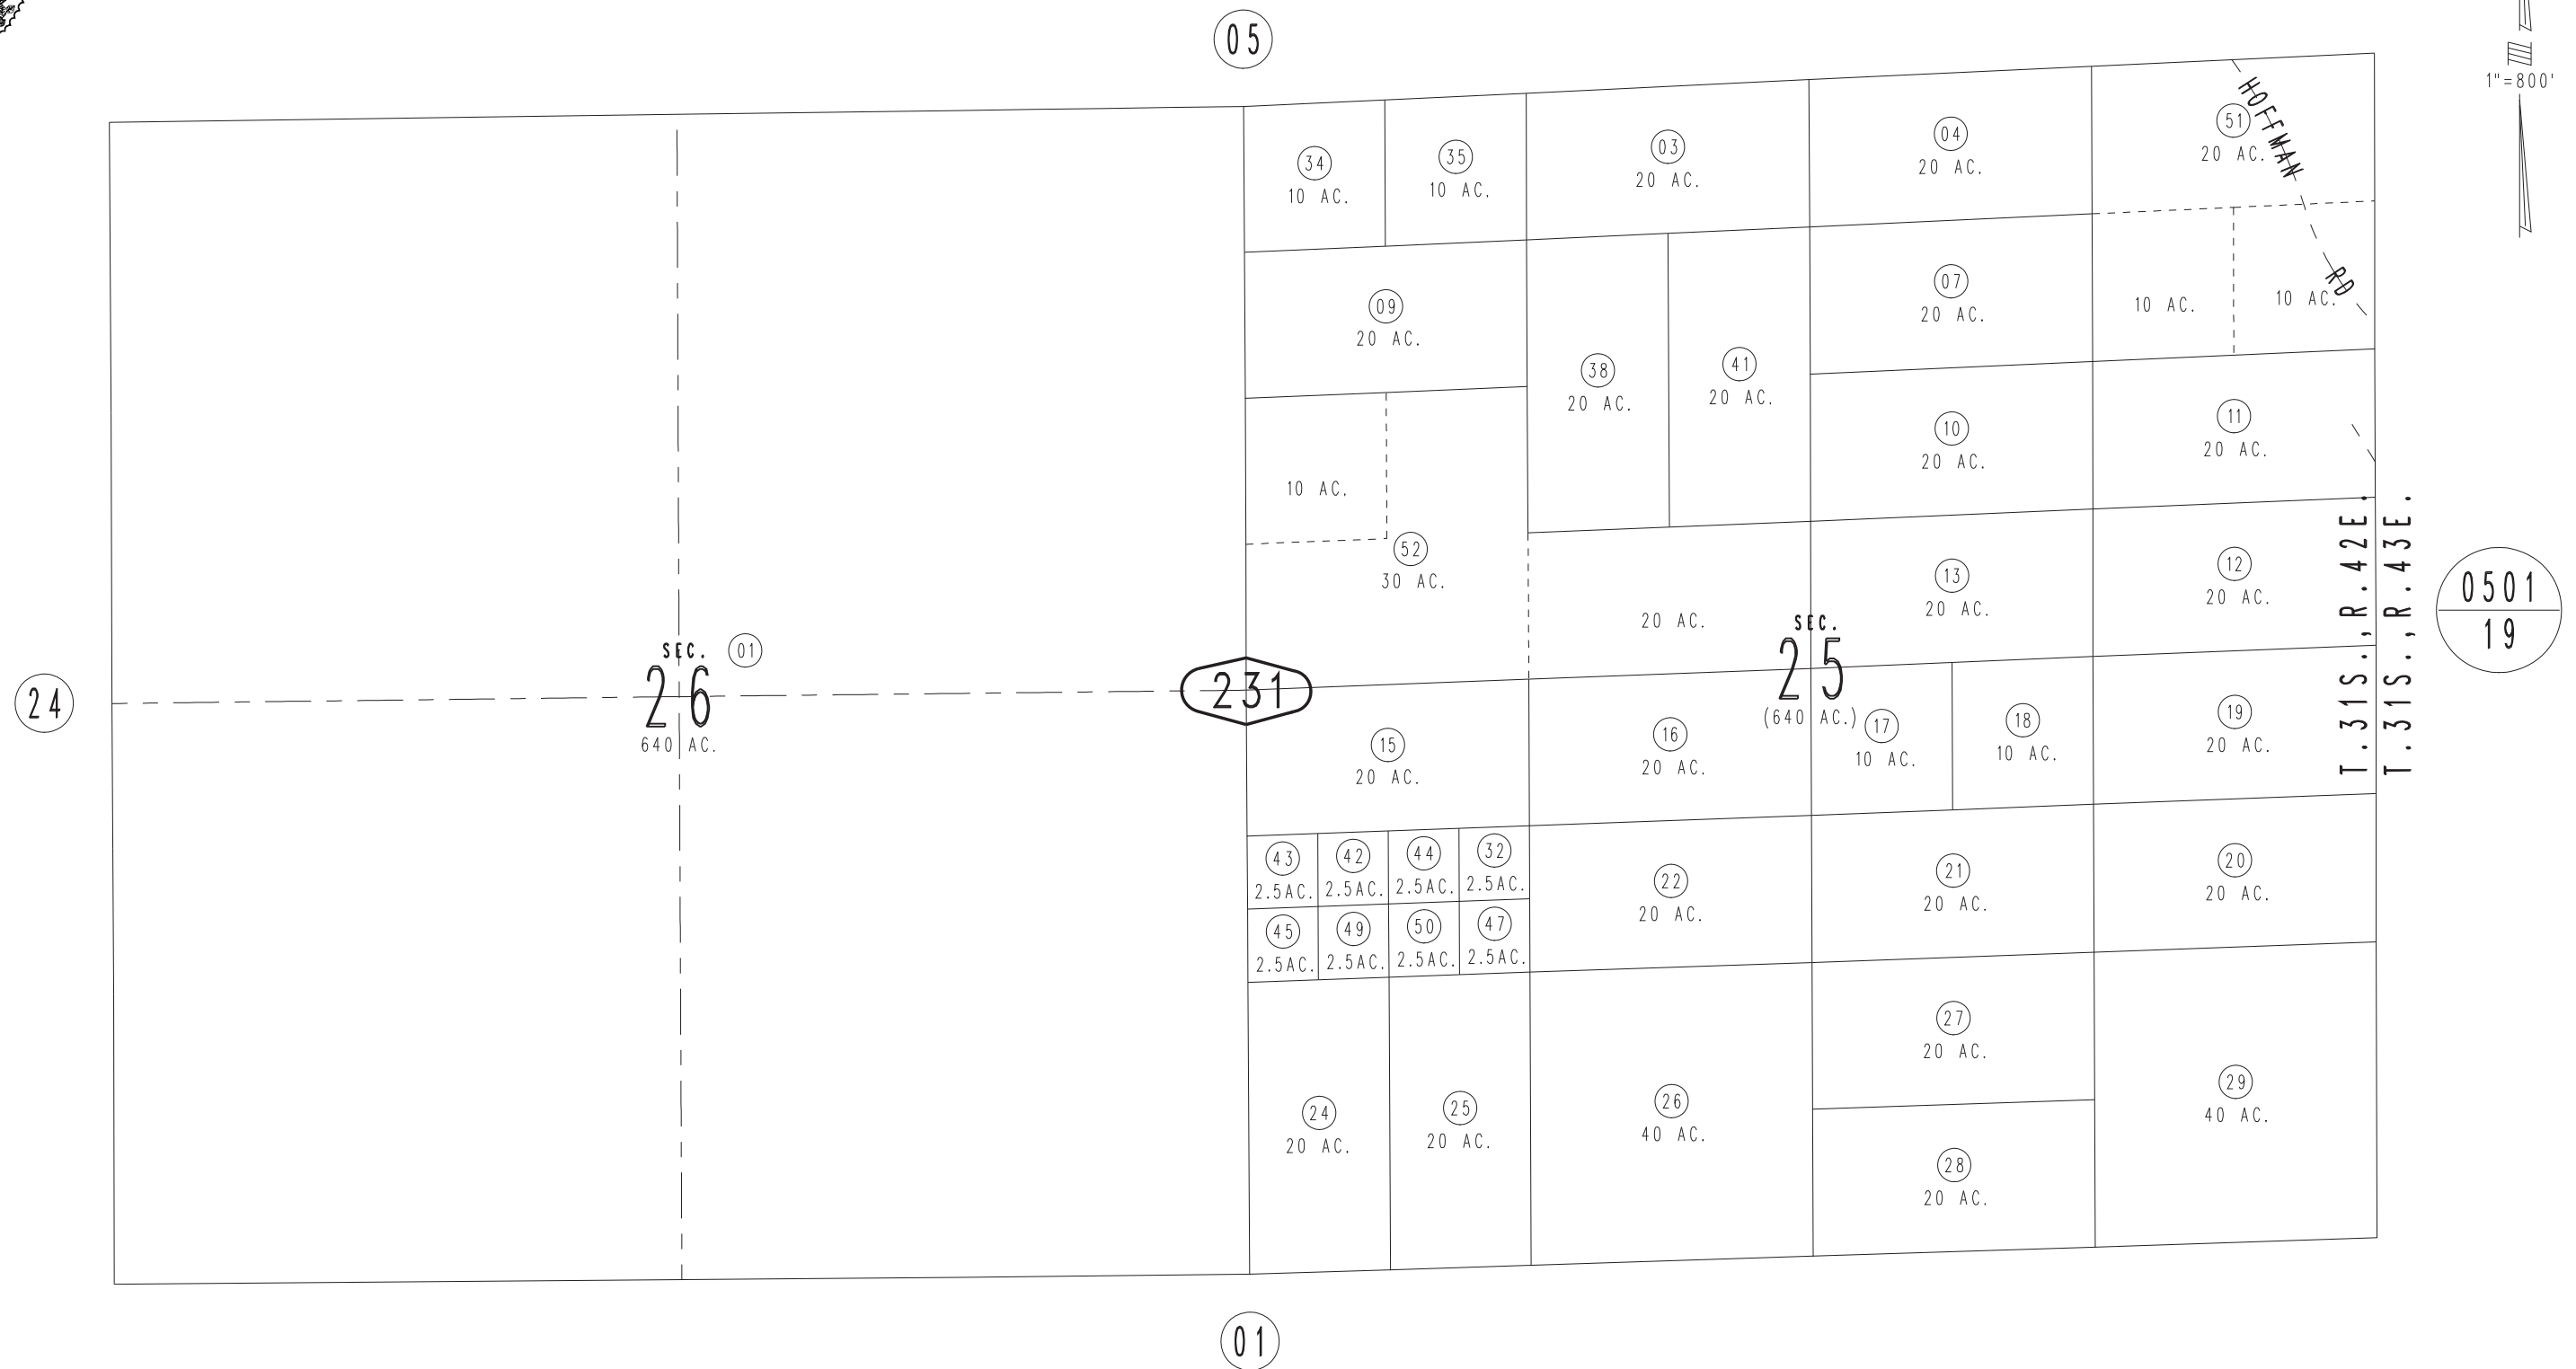 05
1"=800'
HOFFMAN
RD
34
10 AC.
35
10 AC.
03
20 AC.
04
20 AC.
51
20 AC.
09
20 AC.
38
20 AC.
41
20 AC.
07
20 AC.
10 AC.
10 AC.
10
20 AC.
11
20 AC.
10 AC.
52
30 AC.
20 AC.
13
20 AC.
12
20 AC.
T.31S.,R.42E.
T.31S.,R.43E.
0501
19
SEC.
26
01
640 AC.
24
231
SEC.
25
(640 AC.)
15
20 AC.
16
20 AC.
17
10 AC.
18
10 AC.
19
20 AC.
43
2.5AC.
42
2.5AC.
44
2.5AC.
32
2.5AC.
45
2.5AC.
49
2.5AC.
50
2.5AC.
47
2.5AC.
22
20 AC.
21
20 AC.
20
20 AC.
24
20 AC.
25
20 AC.
26
40 AC.
27
20 AC.
28
20 AC.
29
40 AC.
01